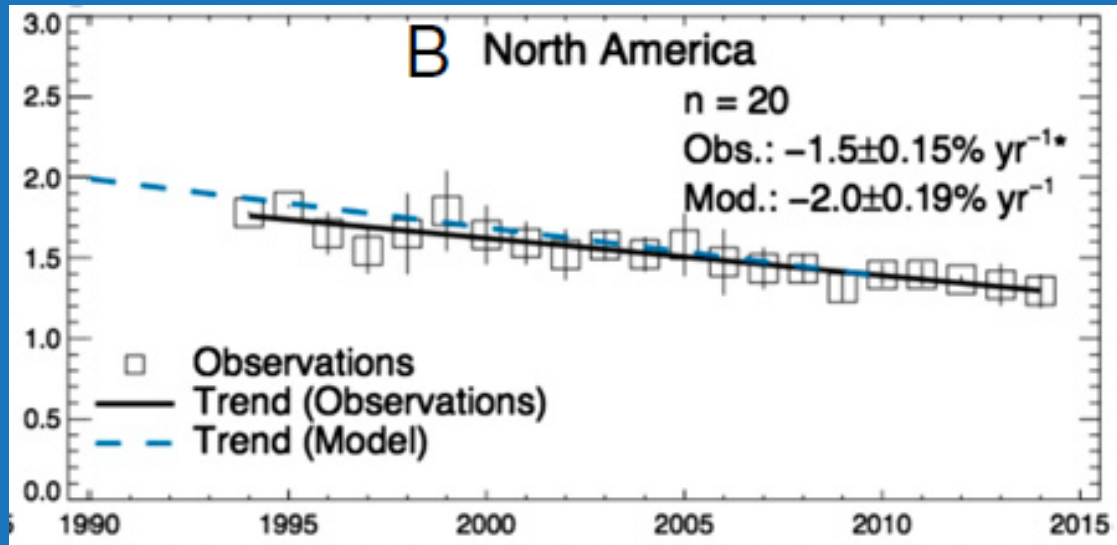 3.0
B North America
n = 20
2.5
Obs.: −1.5±0.15% yr⁻¹*
Mod.: −2.0±0.19% yr⁻¹
2.0
1.5
1.0
Observations
Trend (Observations)
0.5
Trend (Model)
0.0
1990 1995 2000 2005 2010 2015